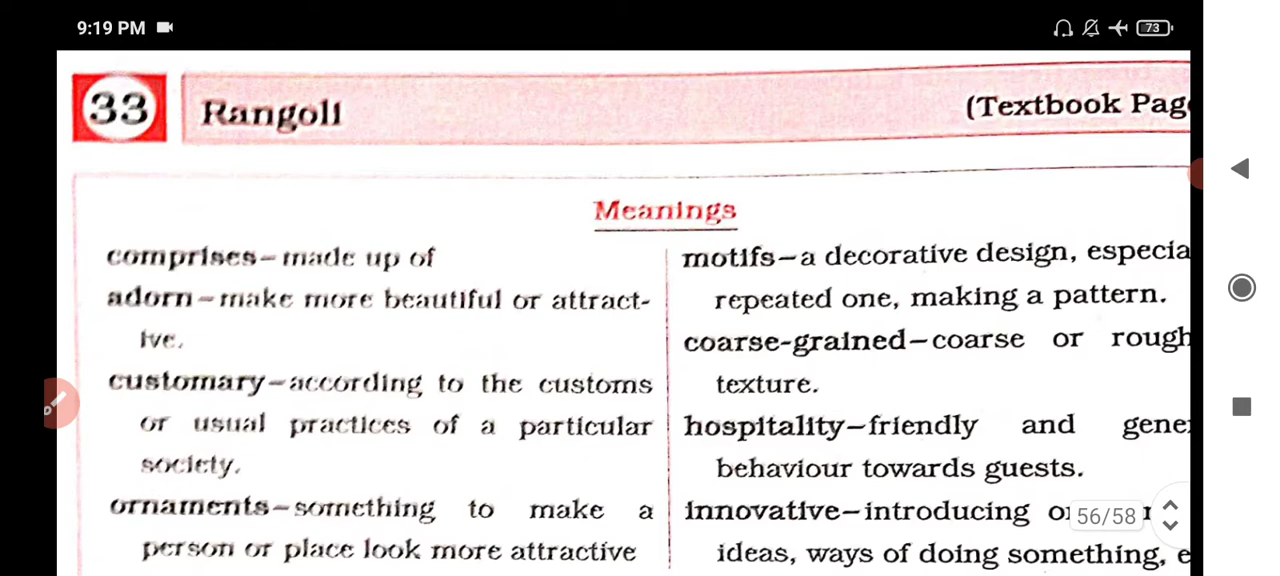 9:19 PM
73
33 Rangoli
(Textbook
Meanings
comprises–made up of
adorn–make more beautiful or attract-
ive.
customary–according to the customs
or usual practices of a particular
society.
ornaments–something to make a
person or place look more attractive
motifs–a decorative design,
repeated one, making a pattern.
coarse-grained–coarse or rough
texture.
hospitality–friendly and
behaviour towards guests.
innovative–introducing
ideas, ways of doing something,
56/58